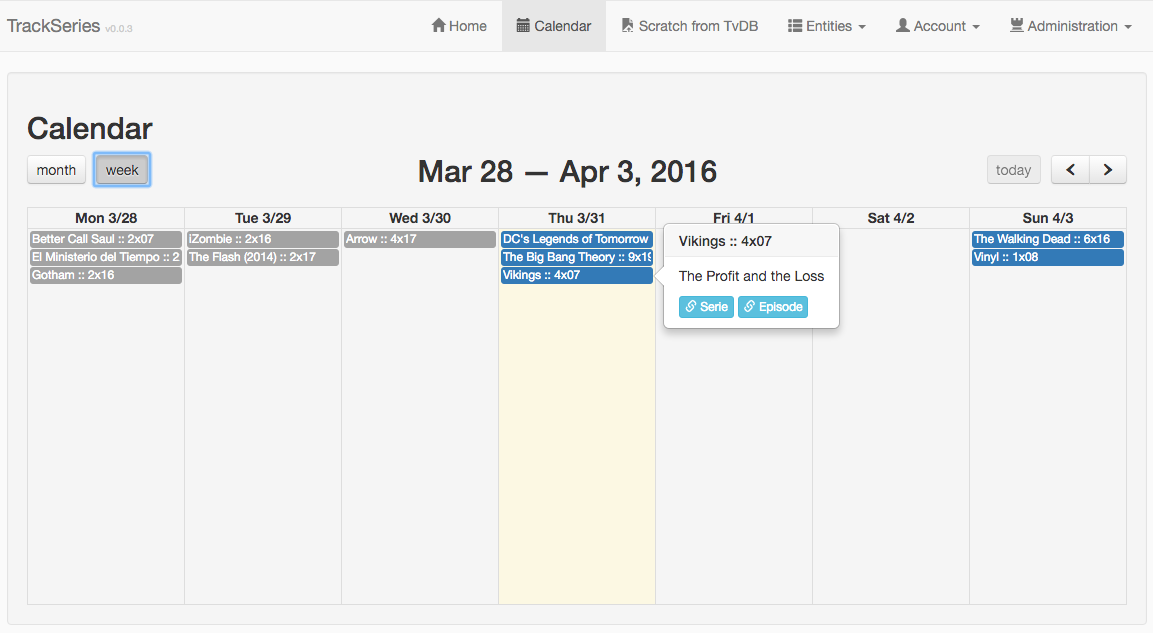 TrackSeries v0.0.3 Home Calendar Scratch from TvDB Entities Account Administration
Calendar
month week Mar 28 — Apr 3, 2016 today
Mon 3/28 Tue 3/29 Wed 3/30 Thu 3/31 Fri 4/1 Sat 4/2 Sun 4/3
Better Call Saul :: 2x07 iZombie :: 2x16 Arrow :: 4x17 DC's Legends of Tomorrow The Walking Dead :: 6x16
El Ministerio del Tiempo :: 2 The Flash (2014) :: 2x17 The Big Bang Theory :: 9x19 Vinyl :: 1x08
Gotham :: 2x16 Vikings :: 4x07
Vikings :: 4x07
The Profit and the Loss
Serie Episode